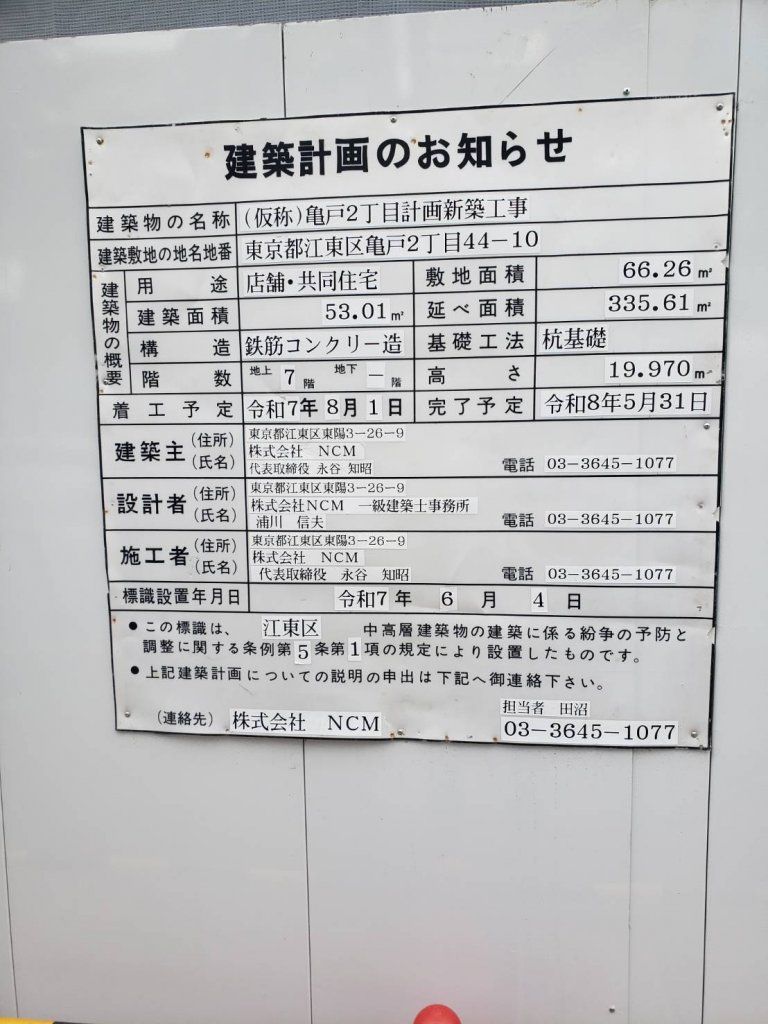 建築計画のお知らせ
建築物の名称 (仮称)亀戸2丁目計画新築工事
建築敷地の地名地番 東京都江東区亀戸2丁目44-10
建築物の概要
用途 店舗・共同住宅 敷地面積 66.26㎡
建築面積 53.01㎡ 延べ面積 335.61㎡
構造 鉄筋コンクリー造 基礎工法 杭基礎
階数 地上 7 階 地下 - 階 高さ 19.970m
着工予定 令和7年8月1日 完了予定 令和8年5月31日
建築主 (住所) 東京都江東区東陽3-26-9
(氏名) 株式会社 NCM
代表取締役 永谷 知昭 電話 03-3645-1077
設計者 (住所) 東京都江東区東陽3-26-9
(氏名) 株式会社NCM 一級建築士事務所
浦川 信夫 電話 03-3645-1077
施工者 (住所) 東京都江東区東陽3-26-9
(氏名) 株式会社 NCM
代表取締役 永谷 知昭 電話 03-3645-1077
標識設置年月日 令和7年 6月 4日
●この標識は、 江東区 中高層建築物の建築に係る紛争の予防と
調整に関する条例第5条第1項の規定により設置したものです。
●上記建築計画についての説明の申出は下記へ御連絡下さい。
担当者 田沼
(連絡先) 株式会社 NCM 03-3645-1077